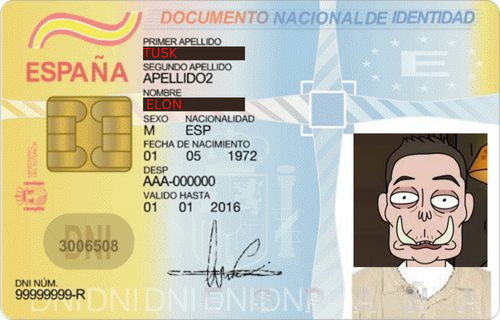 DOCUMENTO NACIONAL DE IDENTIDAD
ESPAÑA
PRIMER APELLIDO
TUSK
SEGUNDO APELLIDO
APELLIDO2
NOMBRE
ELON
SEXO NACIONALIDAD
M ESP
FECHA DE NACIMIENTO
01 05 1972
DESP
AAA-000000
VALIDO HASTA
01 01 2016
E
DNI
3006508
DNI NÚM.
99999999-R
DNIDNIDNIDNIDNI